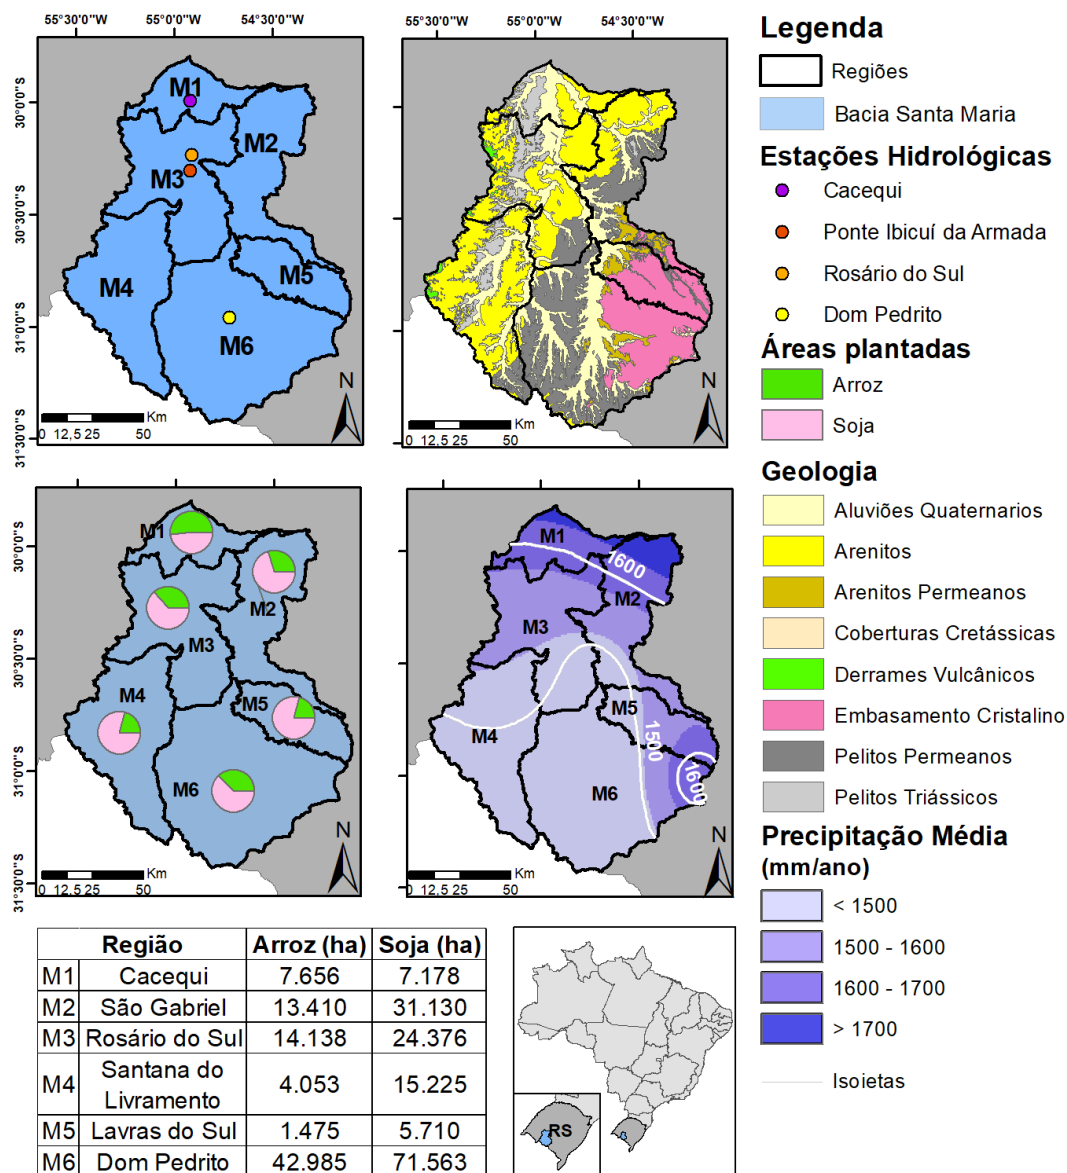 55°30'0"W 55°0'0"W 54°30'0"W
55°30'0"W 55°0'0"W 54°30'0"W
30°0'0"S
30°30'0"S
31°0'0"S
31°30'0"S
M1
M2
M3
M4
M5
M6
N
Km
0 12,5 25 50
N
Km
0 12,5 25 50
Legenda
Regiões
Bacia Santa Maria
Estações Hidrológicas
Cacequi
Ponte Ibicuí da Armada
Rosário do Sul
Dom Pedrito
Áreas plantadas
Arroz
Soja
Geologia
Aluviões Quaternarios
Arenitos
Arenitos Permeanos
Coberturas Cretássicas
Derrames Vulcânicos
Embasamento Cristalino
Pelitos Permeanos
Pelitos Triássicos
Precipitação Média
(mm/ano)
< 1500
1500 - 1600
1600 - 1700
> 1700
Isoietas
30°0'0"S
30°30'0"S
31°0'0"S
31°30'0"S
M1
M2
M3
M4
M5
M6
N
Km
0 12,5 25 50
M1
1600
M2
M3
M5
M4
1500
1600
M6
N
Km
0 12,5 25 50
Região Arroz (ha) Soja (ha)
M1 Cacequi 7.656 7.178
M2 São Gabriel 13.410 31.130
M3 Rosário do Sul 14.138 24.376
M4 Santana do
Livramento 4.053 15.225
M5 Lavras do Sul 1.475 5.710
M6 Dom Pedrito 42.985 71.563
RS